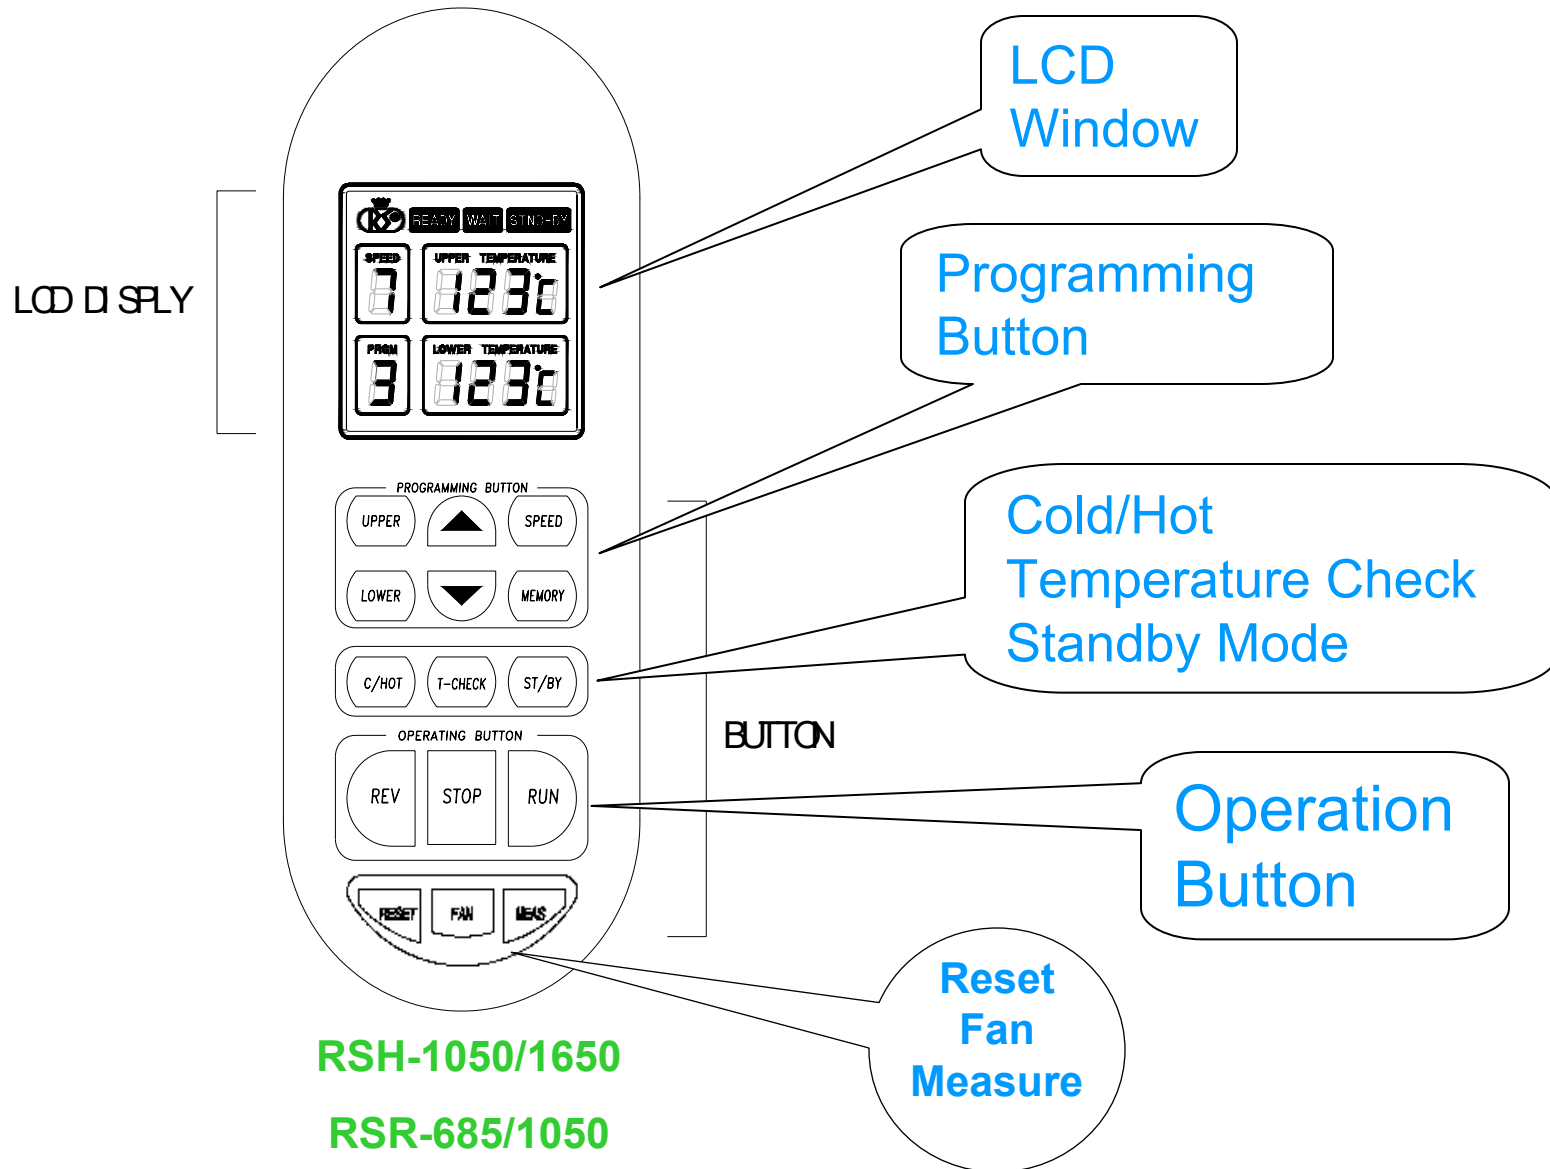 LCD
Window
READY WAIT STND-BY
SPEED UPPER TEMPERATURE
7 123°C
LCD DISPLY
PRGM LOWER TEMPERATURE
3 123°C
Programming
Button
PROGRAMMING BUTTON
UPPER SPEED
LOWER MEMORY
Cold/Hot
Temperature Check
Standby Mode
C/HOT T-CHECK ST/BY
BUTTON
OPERATING BUTTON
REV STOP RUN
Operation
Button
RESET FAN MEAS
Reset
Fan
Measure
RSH-1050/1650
RSR-685/1050